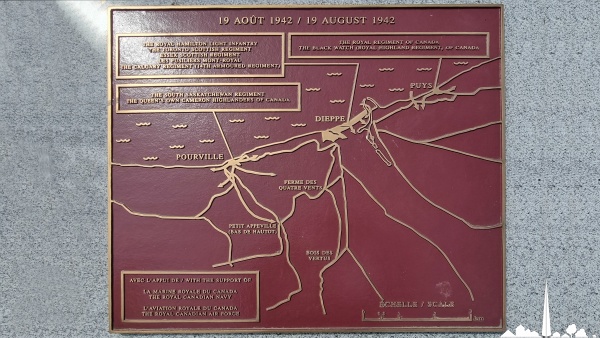 19 AOÛT 1942 / 19 AUGUST 1942
THE ROYAL HAMILTON LIGHT INFANTRY
THE TORONTO SCOTTISH REGIMENT
ESSEX SCOTTISH REGIMENT
LES FUSILIERS MONT-ROYAL
THE CALGARY REGIMENT (14TH ARMOURED REGIMENT)
THE ROYAL REGIMENT OF CANADA
THE BLACK WATCH (ROYAL HIGHLAND REGIMENT) OF CANADA
THE SOUTH SASKATCHEWAN REGIMENT
THE QUEEN'S OWN CAMERON HIGHLANDERS OF CANADA
PUYS
DIEPPE
POURVILLE
FERME DES
QUATRE VENTS
PETIT APPEVILLE
(BAS DE HAUTOT)
BOIS DES
VERTUS
AVEC L'APPUI DE / WITH THE SUPPORT OF
LA MARINE ROYALE DU CANADA
THE ROYAL CANADIAN NAVY
L'AVIATION ROYALE DU CANADA
THE ROYAL CANADIAN AIR FORCE
ÉCHELLE / SCALE
km